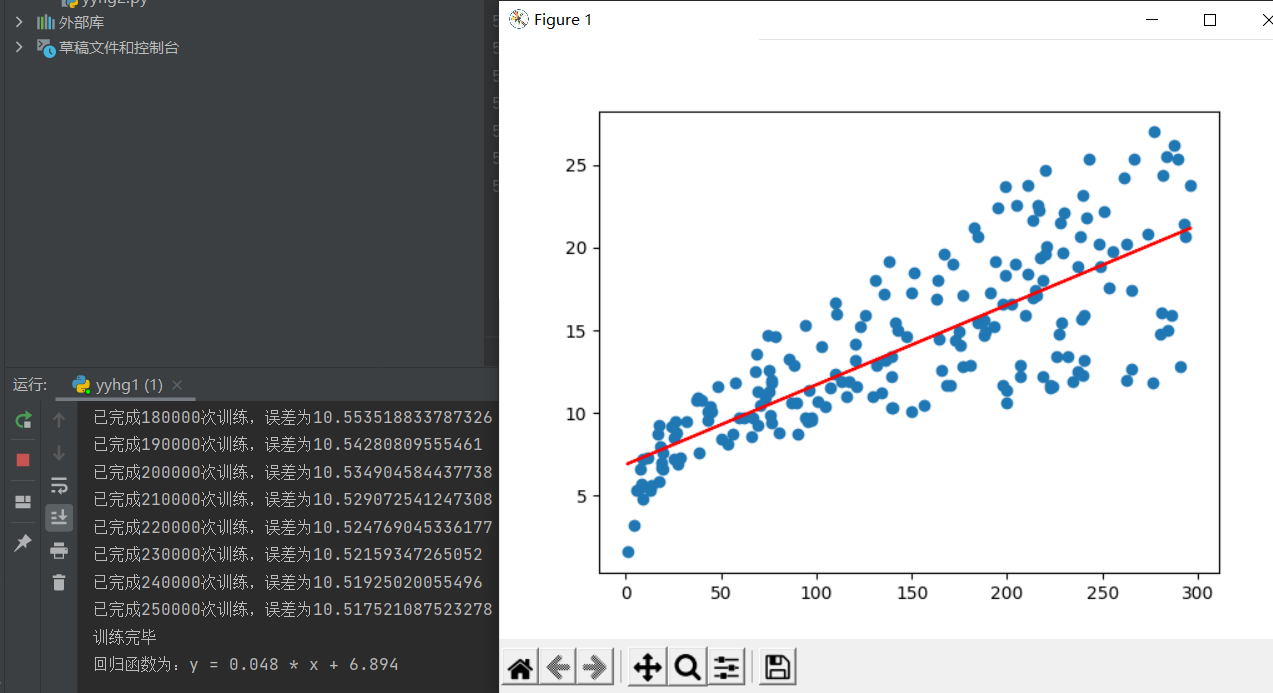 外部库
草稿文件和控制台
运行:
yyhg1 (1)
已完成180000次训练，误差为10.553518833787326
已完成190000次训练，误差为10.54280809555461
已完成200000次训练，误差为10.534904584437738
已完成210000次训练，误差为10.529072541247308
已完成220000次训练，误差为10.524769045336177
已完成230000次训练，误差为10.52159347265052
已完成240000次训练，误差为10.51925020055496
已完成250000次训练，误差为10.517521087523278
训练完毕
回归函数为：y = 0.048 * x + 6.894
Figure 1
25
20
15
10
5
0 50 100 150 200 250 300